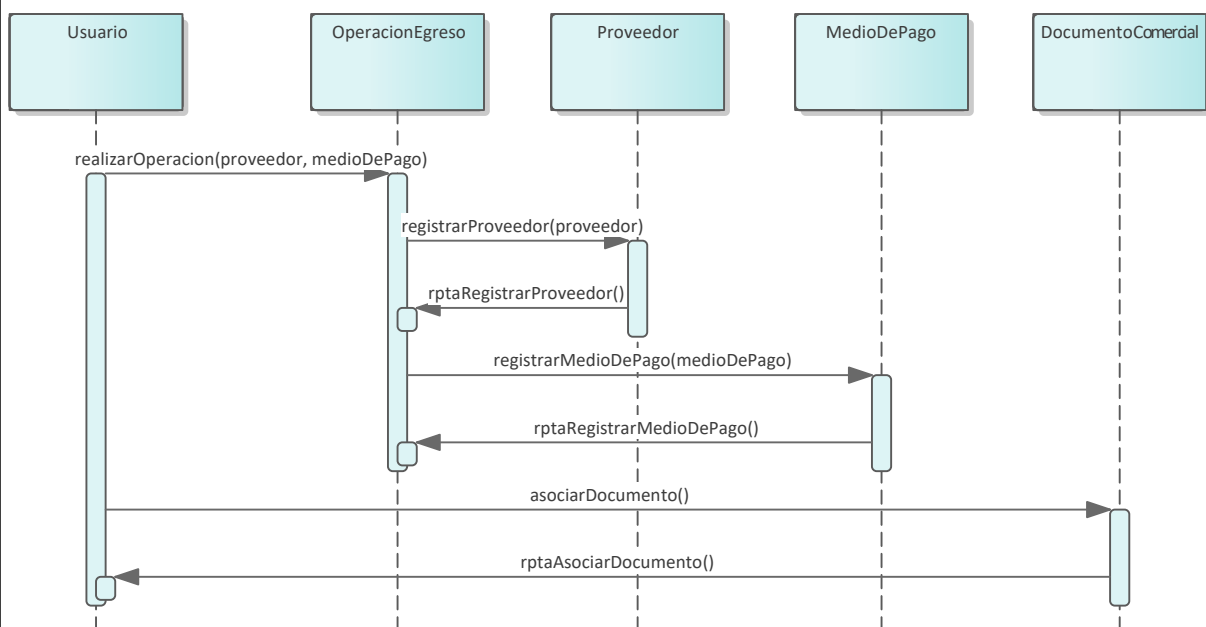 Usuario
OperacionEgreso
Proveedor
MedioDePago
DocumentoComercial
realizarOperacion(proveedor, medioDePago)
registrarProveedor(proveedor)
rptaRegistrarProveedor()
registrarMedioDePago(medioDePago)
rptaRegistrarMedioDePago()
asociarDocumento()
rptaAsociarDocumento()